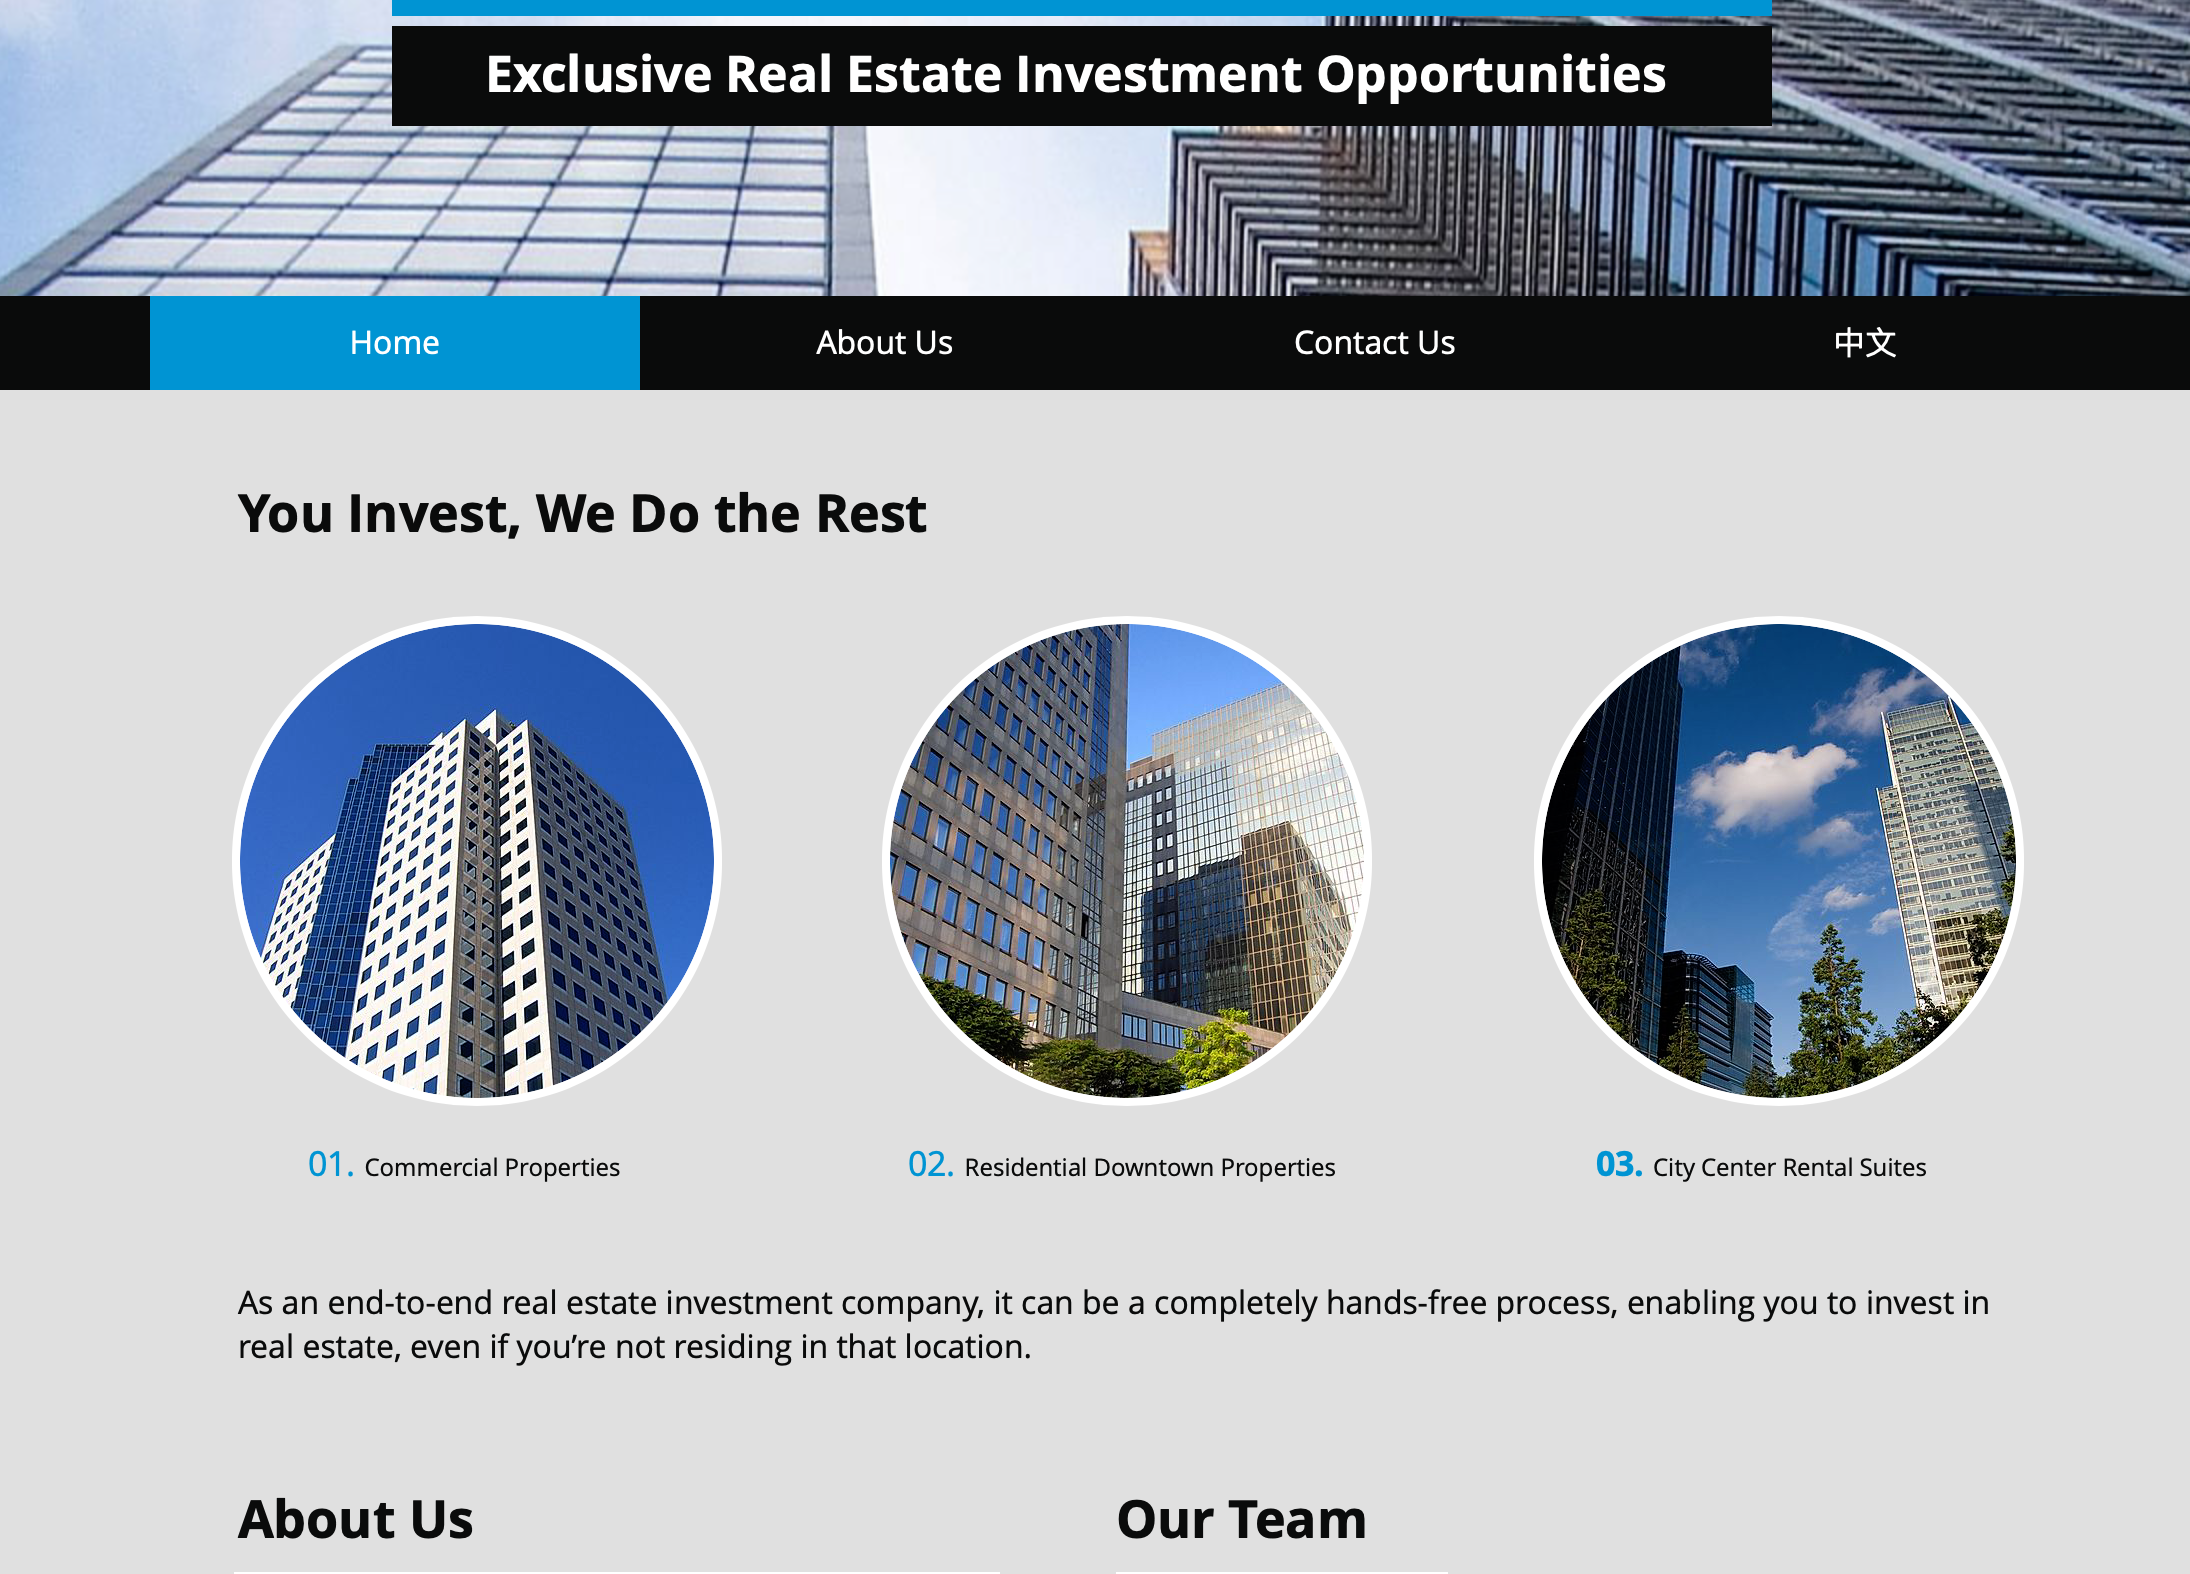 Exclusive Real Estate Investment Opportunities
Home
About Us
Contact Us
中文
You Invest, We Do the Rest
01. Commercial Properties
02. Residential Downtown Properties
03. City Center Rental Suites
As an end-to-end real estate investment company, it can be a completely hands-free process, enabling you to invest in
real estate, even if you’re not residing in that location.
About Us
Our Team